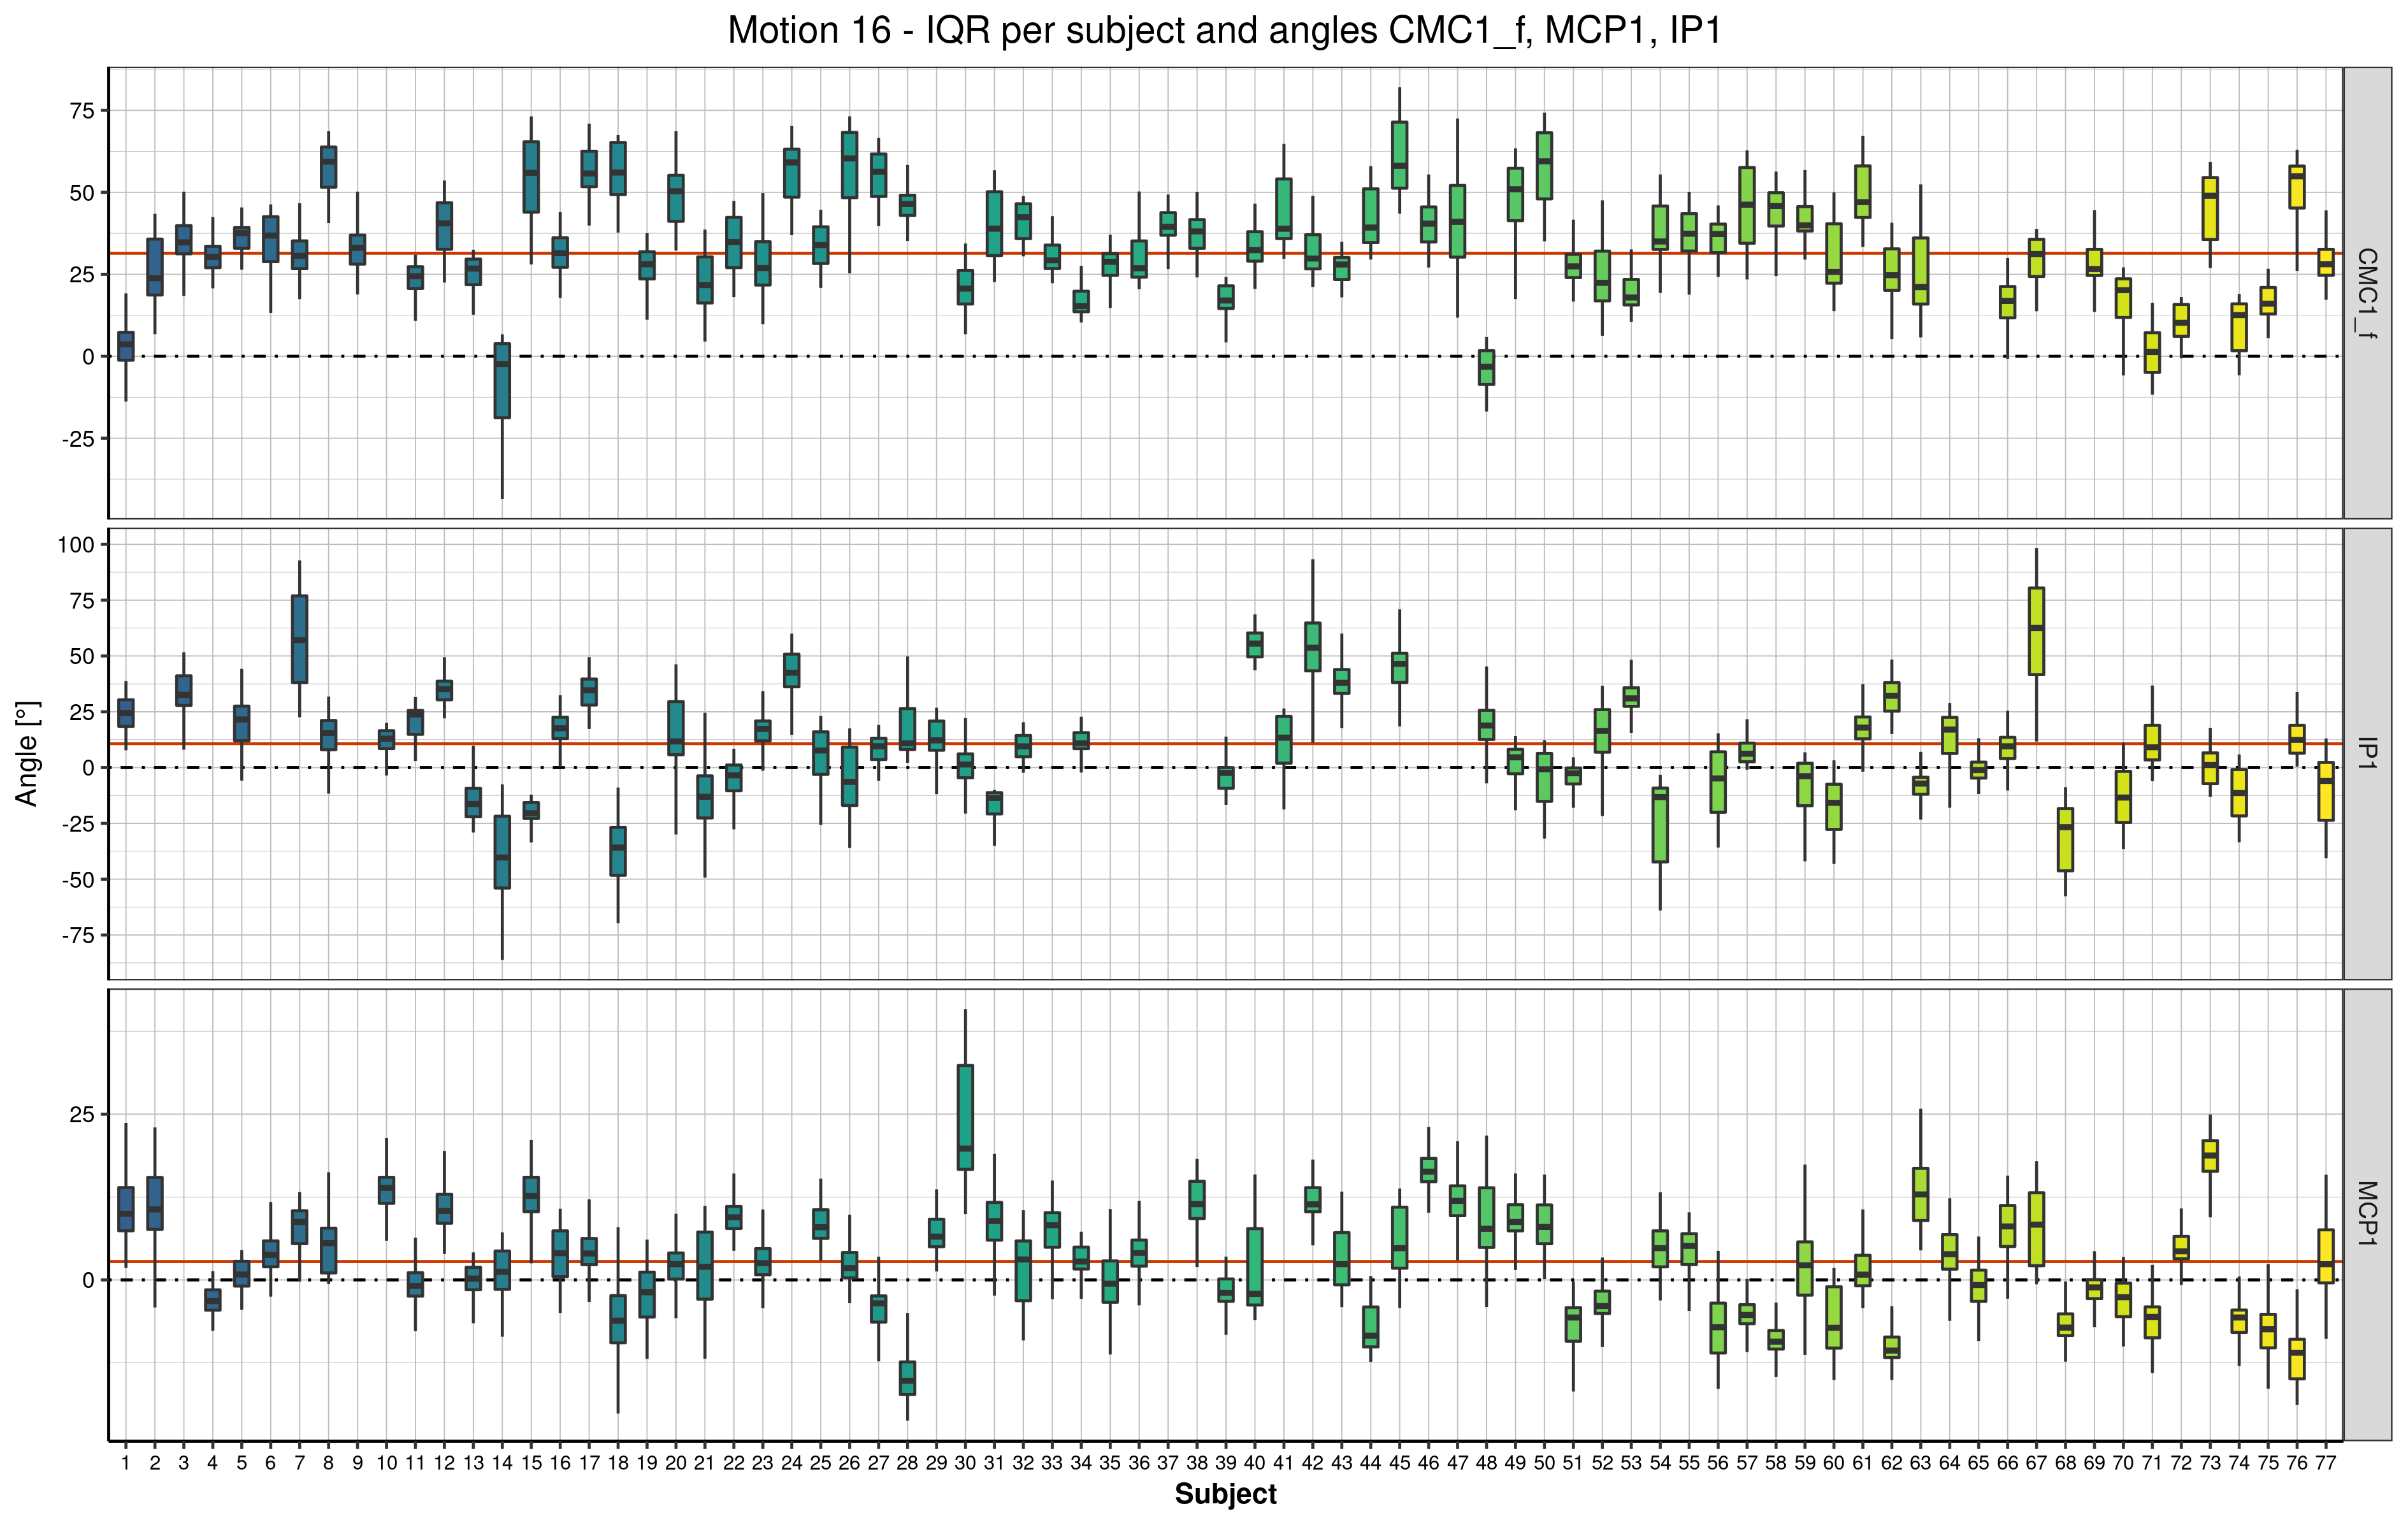 Motion 16 - IQR per subject and angles CMC1_f, MCP1, IP1
75
50
25
0
-25
CMC1_f
100
75
50
25
0
-25
-50
-75
IP1
Angle [°]
25
0
MCP1
1 2 3 4 5 6 7 8 9 10 11 12 13 14 15 16 17 18 19 20 21 22 23 24 25 26 27 28 29 30 31 32 33 34 35 36 37 38 39 40 41 42 43 44 45 46 47 48 49 50 51 52 53 54 55 56 57 58 59 60 61 62 63 64 65 66 67 68 69 70 71 72 73 74 75 76 77
Subject